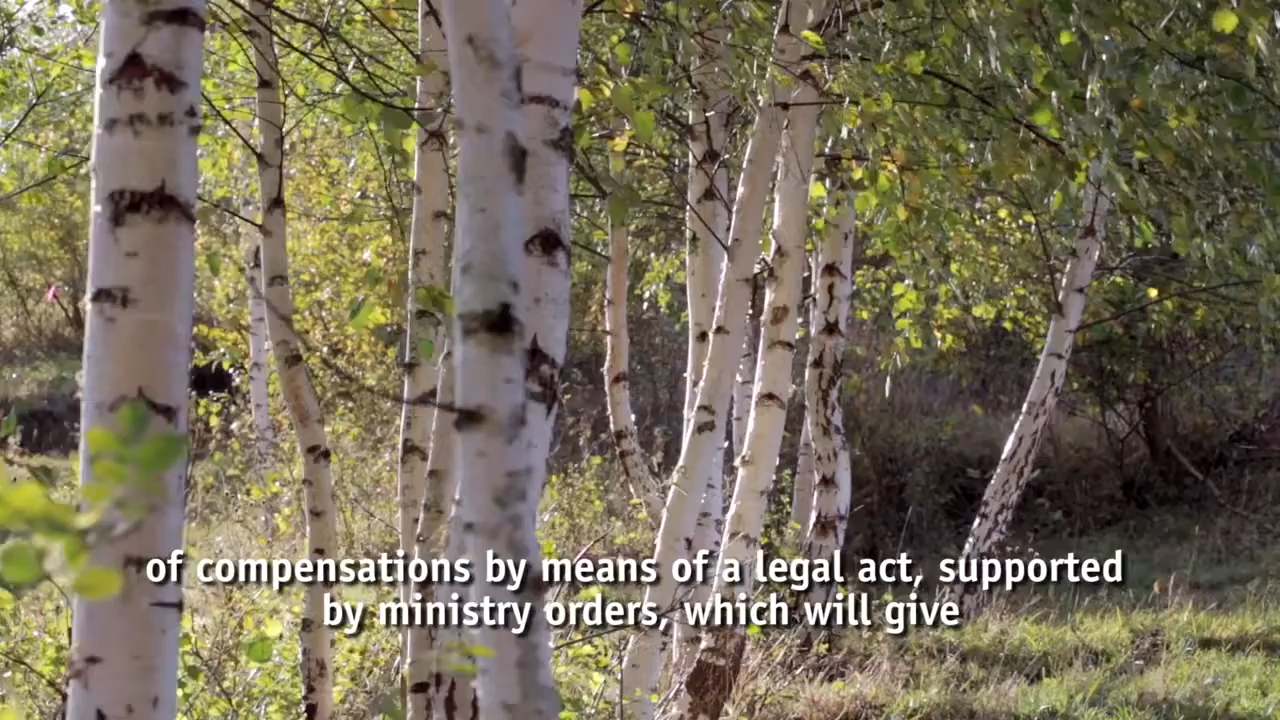 of compensations by means of a legal act, supported
by ministry orders, which will give